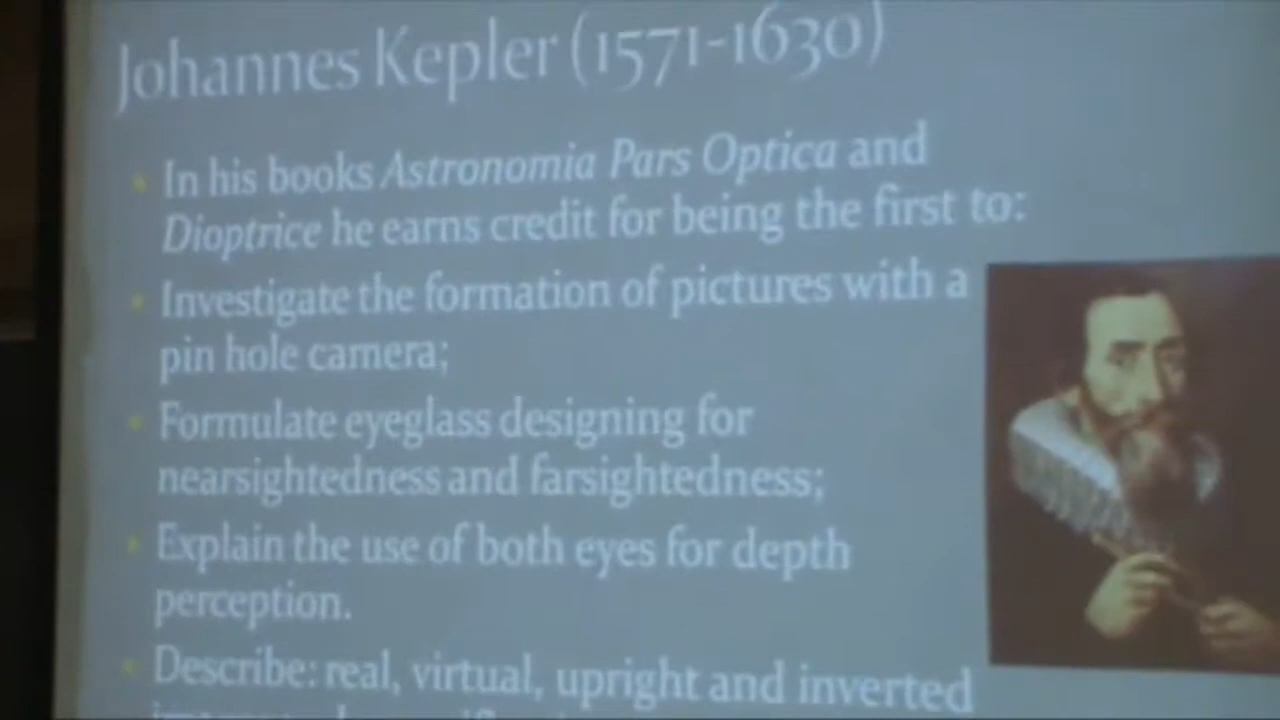 Johannes Kepler (1571-1630)
In his books Astronomia Pars Optica and
Dioptrice he earns credit for being the first to:
Investigate the formation of pictures with a
pin hole camera;
Formulate eyeglass designing for
nearsightedness and farsightedness;
Explain the use of both eyes for depth
perception.
Describe: real, virtual, upright and inverted